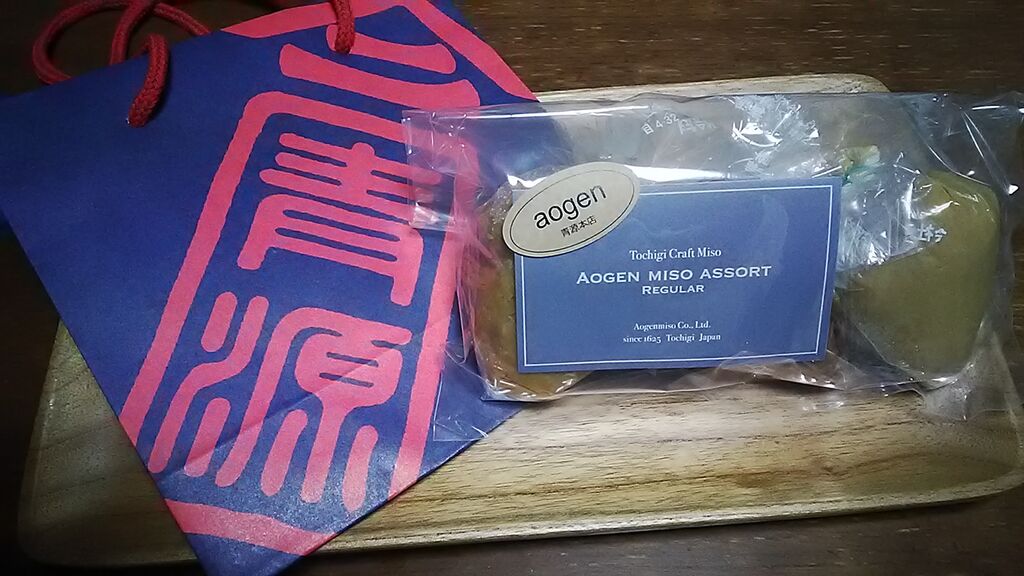 青源
aogen
青源本店
Tochigi Craft Miso
AOGEN MISO ASSORT
REGULAR
Aogenmiso Co., Ltd.
since 1625 Tochigi Japan